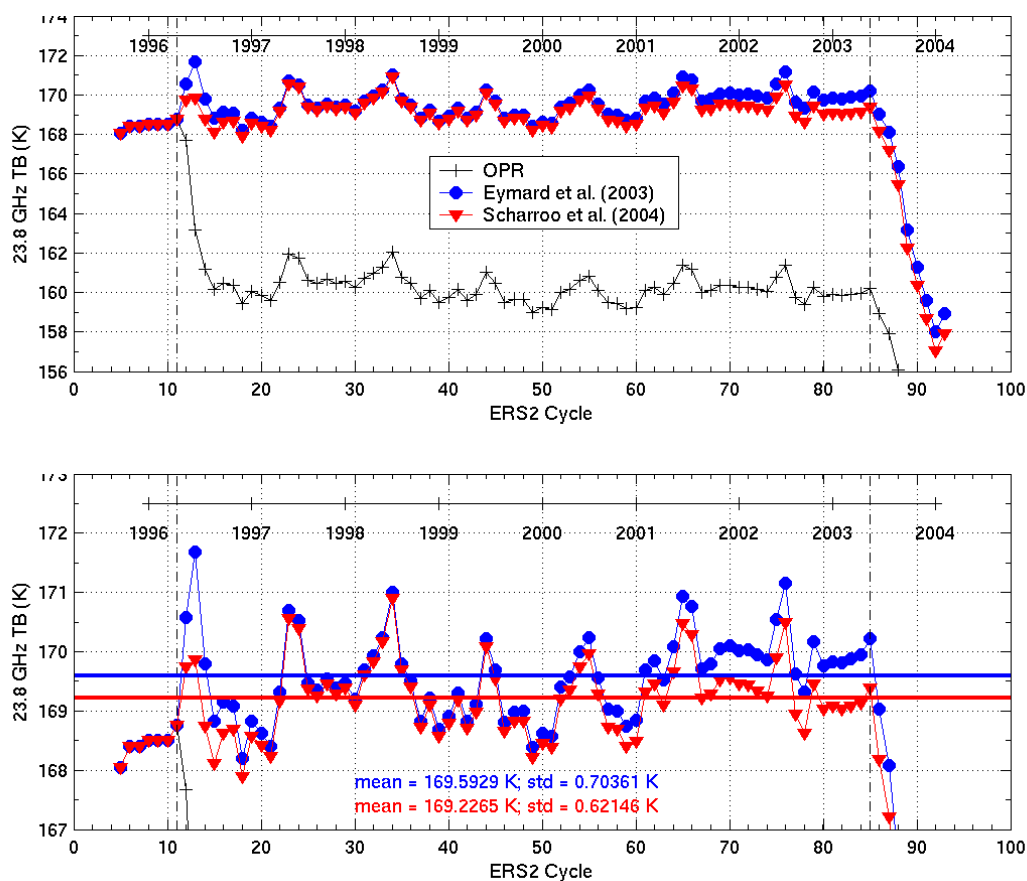 174
1996 1997 1998 1999 2000 2001 2002 2003 2004
172
170
168
166
164
162
160
158
156
23.8 GHz TB (K)
OPR
Eymard et al. (2003)
Scharroo et al. (2004)
0 10 20 30 40 50 60 70 80 90 100
ERS2 Cycle
173
172
1996 1997 1998 1999 2000 2001 2002 2003 2004
171
170
169
168
167
23.8 GHz TB (K)
mean = 169.5929 K; std = 0.70361 K
mean = 169.2265 K; std = 0.62146 K
0 10 20 30 40 50 60 70 80 90 100
ERS2 Cycle